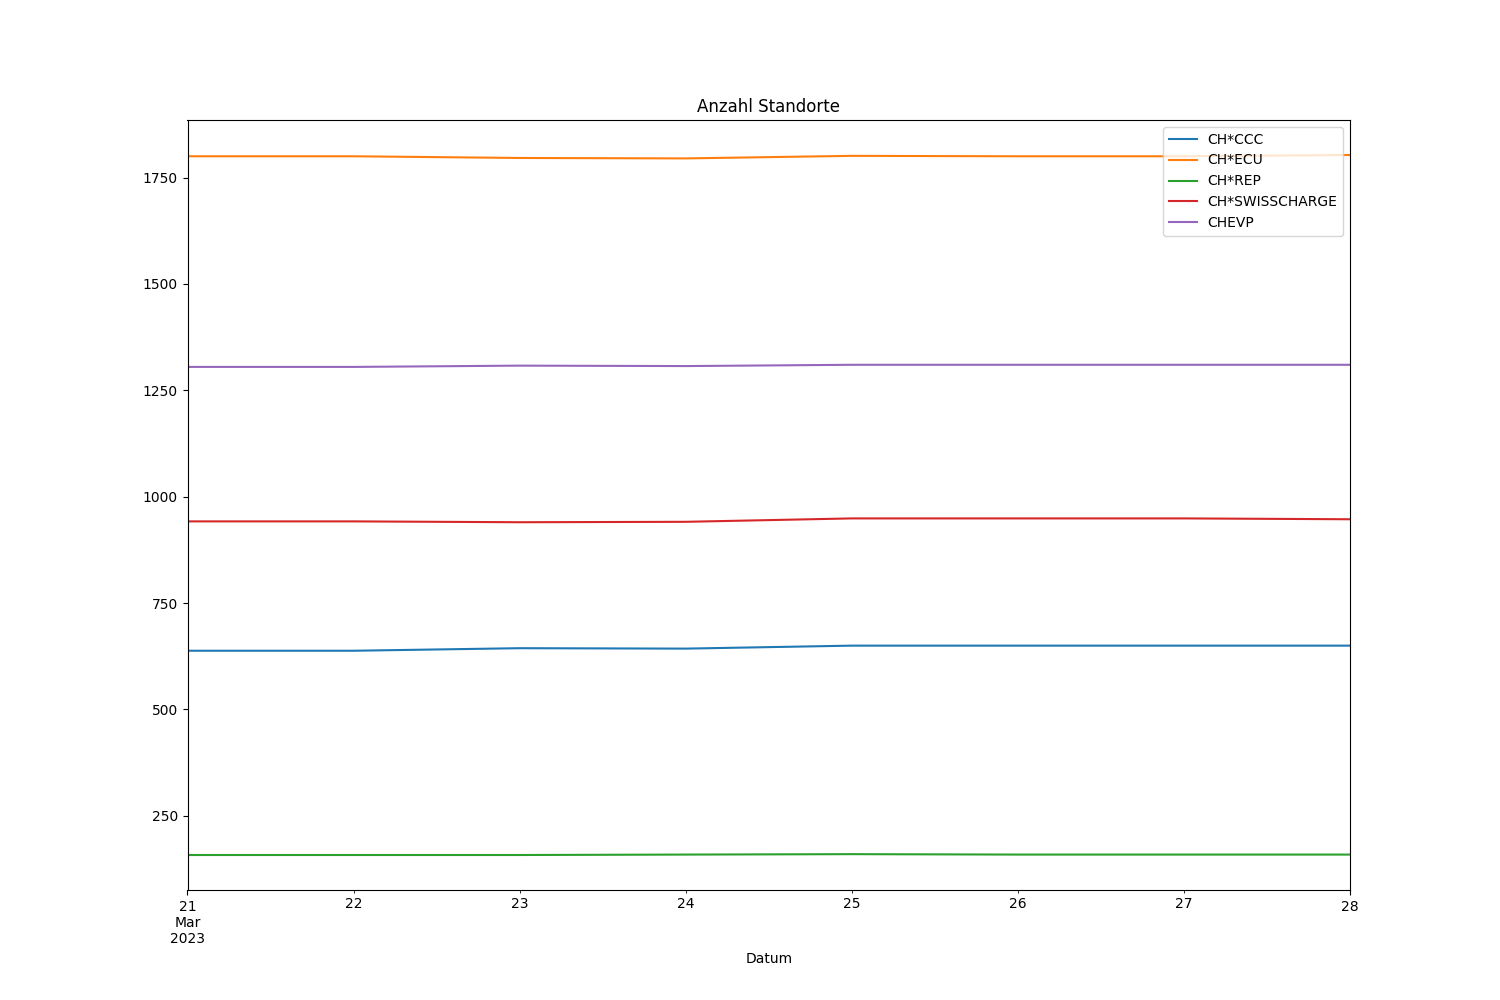 Anzahl Standorte
CH*CCC
CH*ECU
CH*REP
CH*SWISSCHARGE
CHEVP
1750
1500
1250
1000
750
500
250
21 22 23 24 25 26 27 28
Mar
2023
Datum